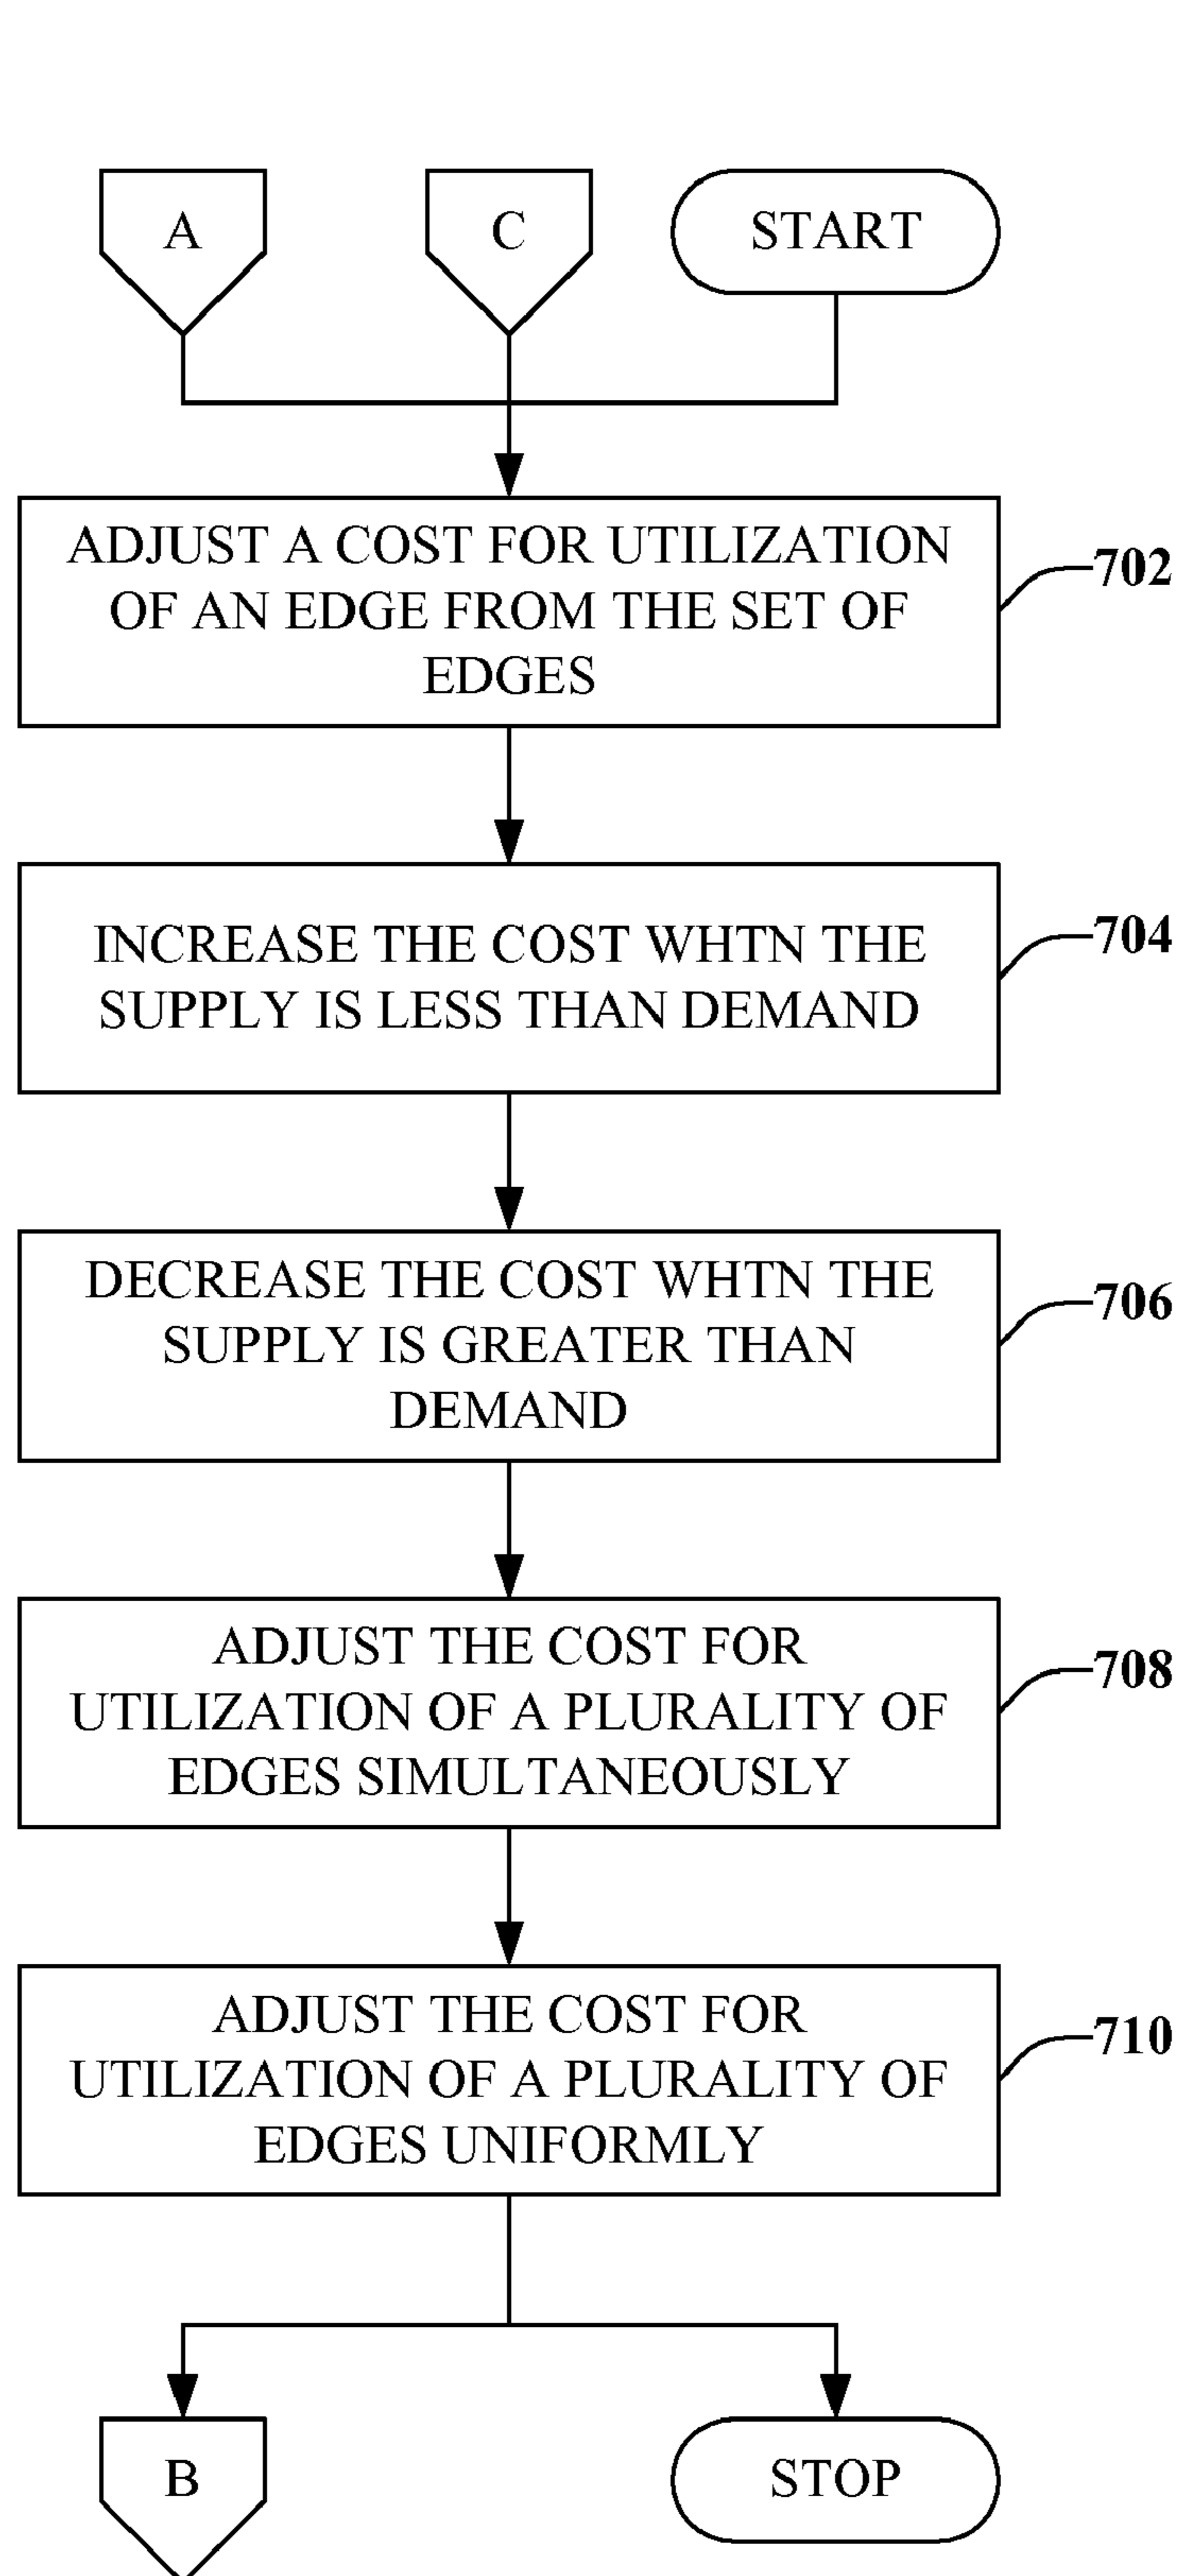 A
C
START
ADJUST A COST FOR UTILIZATION
OF AN EDGE FROM THE SET OF
EDGES
702
INCREASE THE COST WHTN THE
SUPPLY IS LESS THAN DEMAND
704
DECREASE THE COST WHTN THE
SUPPLY IS GREATER THAN
DEMAND
706
ADJUST THE COST FOR
UTILIZATION OF A PLURALITY OF
EDGES SIMULTANEOUSLY
708
ADJUST THE COST FOR
UTILIZATION OF A PLURALITY OF
EDGES UNIFORMLY
710
B
STOP